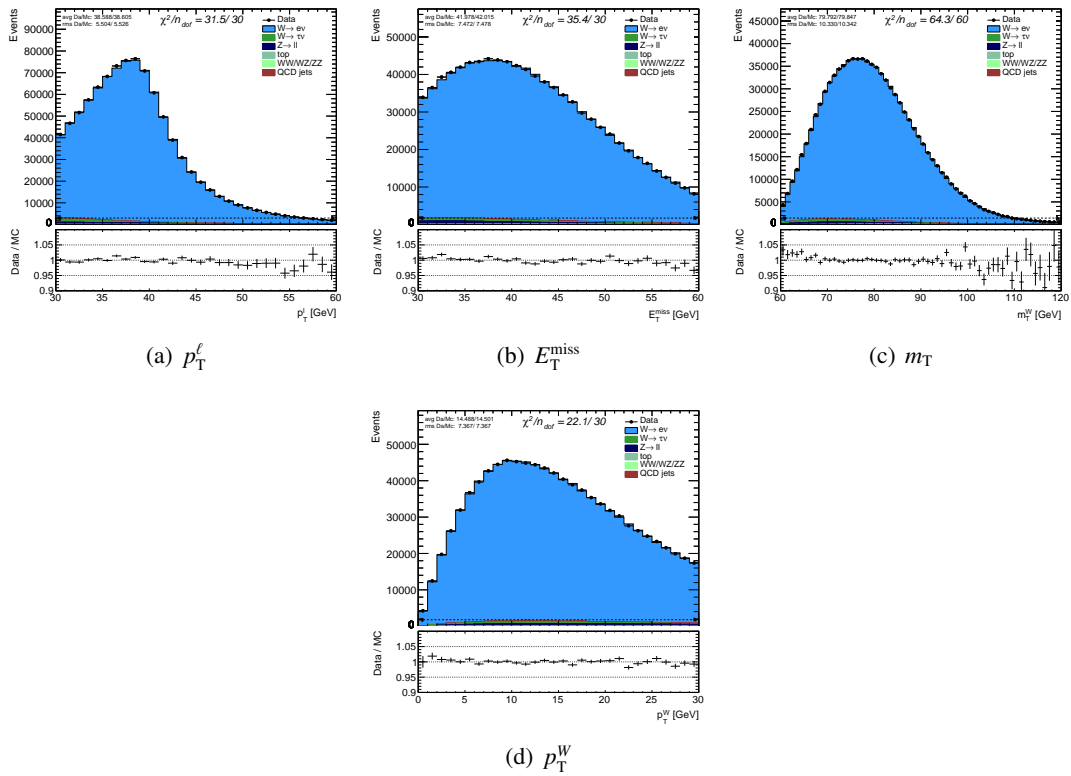 avg Da/Mc: 38.588/38.605
rms Da/Mc: 5.504/ 5.526
χ²/n_dof = 31.5/ 30
Data
W→ eν
W→ τν
Z→ ll
top
WW/WZ/ZZ
QCD jets
Events
90000
80000
70000
60000
50000
40000
30000
20000
10000
0
Data / MC
1.05
1
0.95
0.9
30 35 40 45 50 55 60
p_T^l [GeV]
(a) p_T^ℓ
avg Da/Mc: 41.978/42.015
rms Da/Mc: 7.472/ 7.478
χ²/n_dof = 35.4/ 30
Data
W→ eν
W→ τν
Z→ ll
top
WW/WZ/ZZ
QCD jets
Events
50000
40000
30000
20000
10000
0
Data / MC
1.05
1
0.95
0.9
30 35 40 45 50 55 60
E_T^miss [GeV]
(b) E_T^miss
avg Da/Mc: 79.792/79.847
rms Da/Mc: 10.330/10.342
χ²/n_dof = 64.3/ 60
Data
W→ eν
W→ τν
Z→ ll
top
WW/WZ/ZZ
QCD jets
Events
45000
40000
35000
30000
25000
20000
15000
10000
5000
0
Data / MC
1.05
1
0.95
0.9
60 70 80 90 100 110 120
m_T^W [GeV]
(c) m_T
avg Da/Mc: 14.488/14.501
rms Da/Mc: 7.367/ 7.367
χ²/n_dof = 22.1/ 30
Data
W→ eν
W→ τν
Z→ ll
top
WW/WZ/ZZ
QCD jets
Events
50000
40000
30000
20000
10000
0
Data / MC
1.05
1
0.95
0.9
0 5 10 15 20 25 30
p_T^W [GeV]
(d) p_T^W